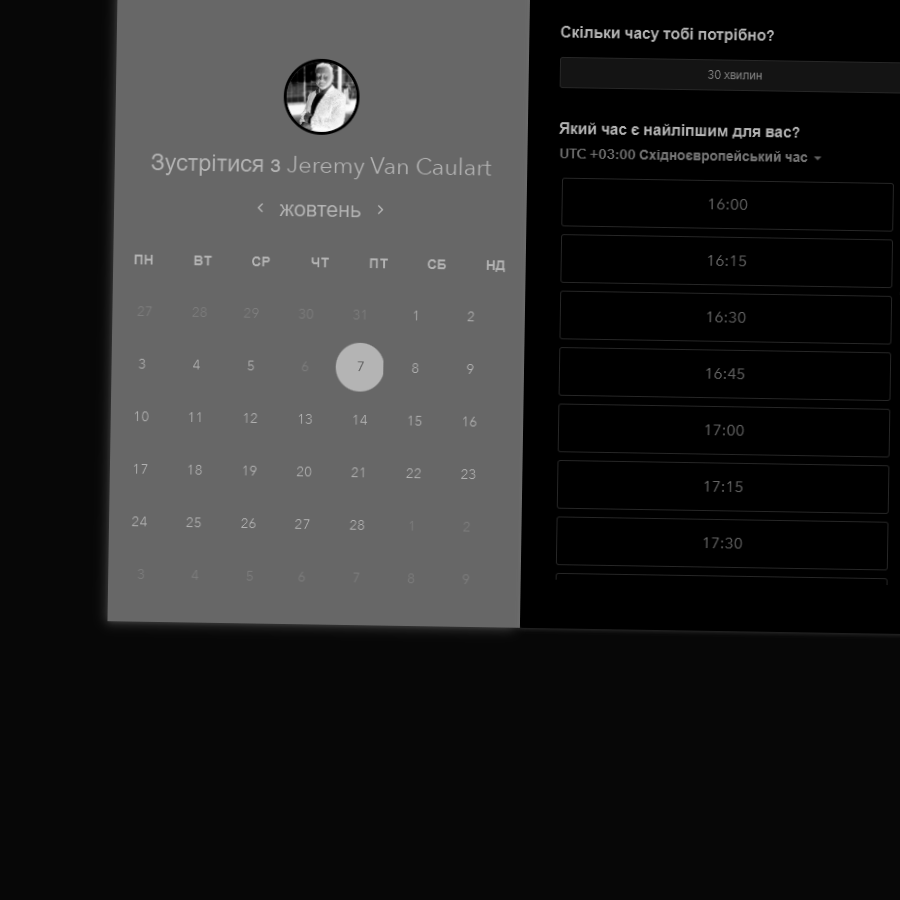 Зустрітися з Jeremy Van Caulart
жовтень
ПН ВТ СР ЧТ ПТ СБ НД
27 28 29 30 31 1 2
3 4 5 6 7 8 9
10 11 12 13 14 15 16
17 18 19 20 21 22 23
24 25 26 27 28 1 2
3 4 5 6 7 8 9
Скільки часу тобі потрібно?
30 хвилин
Який час є найліпшим для вас?
UTC +03:00 Східноєвропейський час
16:00
16:15
16:30
16:45
17:00
17:15
17:30